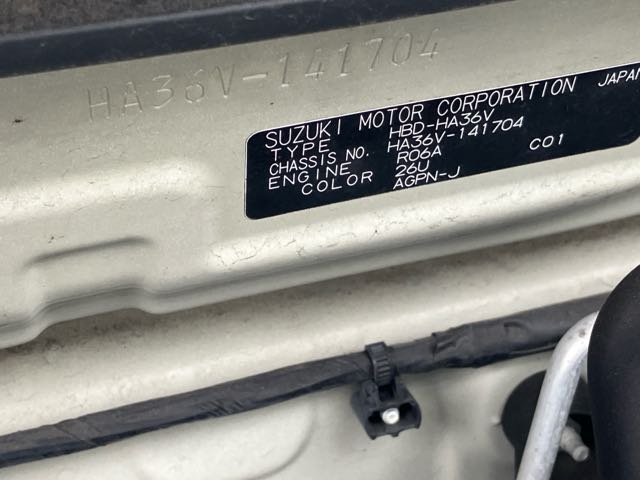 HA36V-141704
SUZUKI MOTOR CORPORATION JAPAN
TYPE HBD-HA36V
CHASSIS NO. HA36V-141704
ENGINE R06A
COLOR 26U C01
AGPN-J